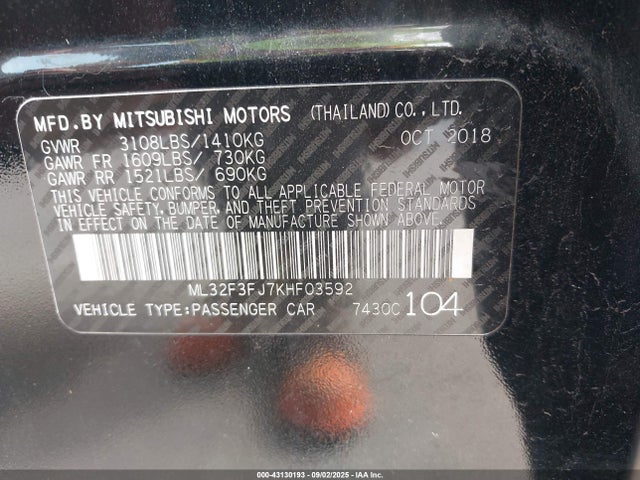 MFD.BY MITSUBISHI MOTORS (THAILAND)CO.,LTD.
GVWR 3108LBS/1410KG OCT 2018
GAWR FR 1609LBS/ 730KG
GAWR RR 1521LBS/ 690KG
THIS VEHICLE CONFORMS TO ALL APPLICABLE FEDERAL MOTOR
VEHICLE SAFETY, BUMPER, AND THEFT PREVENTION STANDARDS
IN EFFECT ON THE DATE OF MANUFACTURE SHOWN ABOVE.
ML32F3FJ7KHF03592
VEHICLE TYPE:PASSENGER CAR 7430C 104
000-43130193 - 09/02/2025 - IAA Inc.